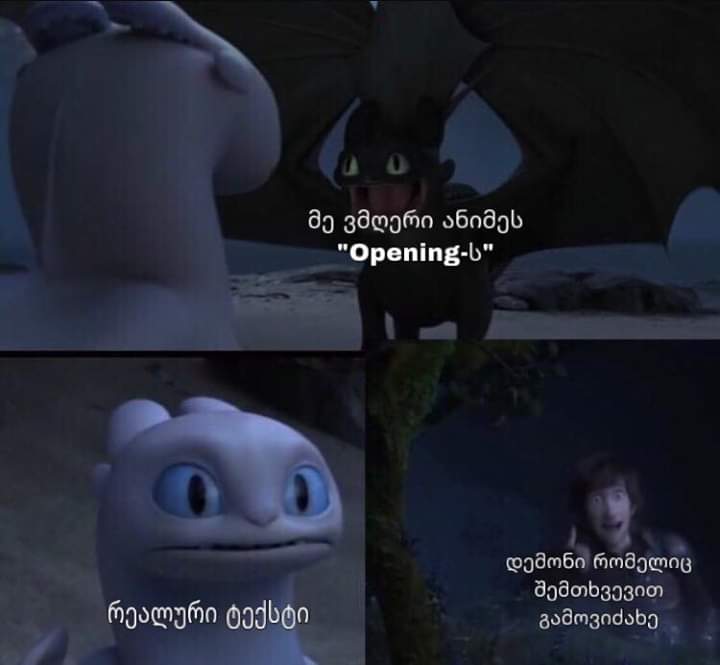 მე ვმღერი ანიმეს
"Opening-ს"
რეალური ტექსტი
დემონი რომელიც
შემთხვევით
გამოვიძახე